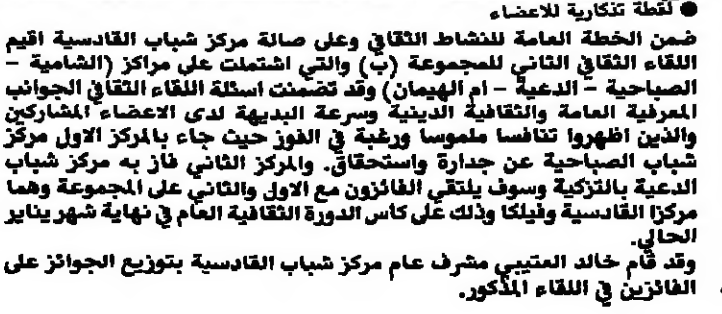 ● لقطة تذكارية للاعضاء
ضمن الخطة العامة للنشاط الثقافي وعلى صالة مركز شباب القادسية اقيم
اللقاء الثقافي الثاني للمجموعة (ب) والتي اشتملت على مراكز (الشامية –
الصباحية – الدعية – ام الهيمان) وقد تضمنت اسئلة اللقاء الثقافي الجوانب
المعرفية العامة والثقافية الدينية وسرعة البديهة لدى الاعضاء المشاركين
والذين اظهروا تنافسا ملموسا ورغبة في الفوز حيث جاء بالمركز الاول مركز
شباب الصباحية عن جدارة واستحقاق. والمركز الثاني فاز به مركز شباب
الدعية بالتزكية وسوف يلتقي الفائزون مع الاول والثاني على المجموعة وهما
مركزا القادسية وفيلكا وذلك على كاس الدورة الثقافية العام في نهاية شهر يناير
الحالي.
وقد قام خالد العتيبي مشرف عام مركز شباب القادسية بتوزيع الجوائز على
الفائزين في اللقاء المذكور.